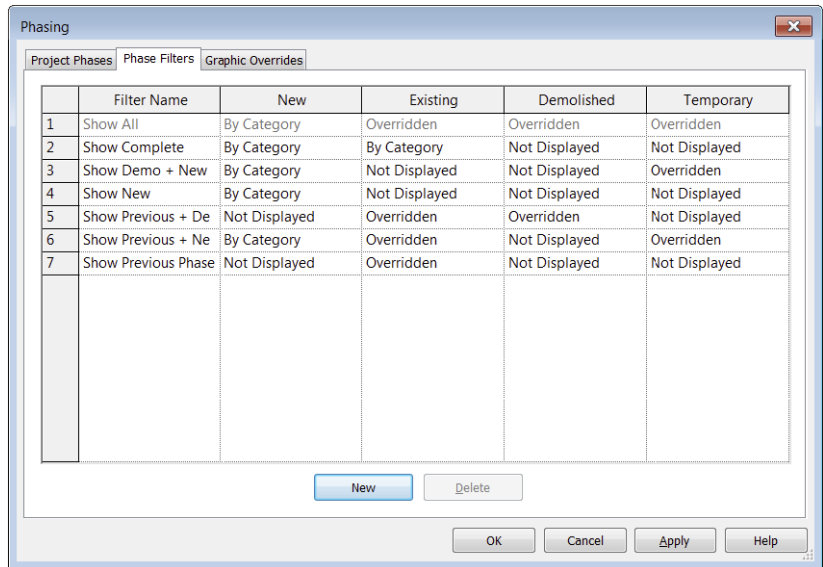 Phasing
Project Phases Phase Filters Graphic Overrides
Filter Name New Existing Demolished Temporary
1 Show All By Category Overridden Overridden Overridden
2 Show Complete By Category By Category Not Displayed Not Displayed
3 Show Demo + New By Category Not Displayed Not Displayed Overridden
4 Show New By Category Not Displayed Not Displayed Not Displayed
5 Show Previous + De Not Displayed Overridden Overridden Not Displayed
6 Show Previous + Ne By Category Overridden Not Displayed Overridden
7 Show Previous Phase Not Displayed Overridden Not Displayed Not Displayed
New Delete
OK Cancel Apply Help